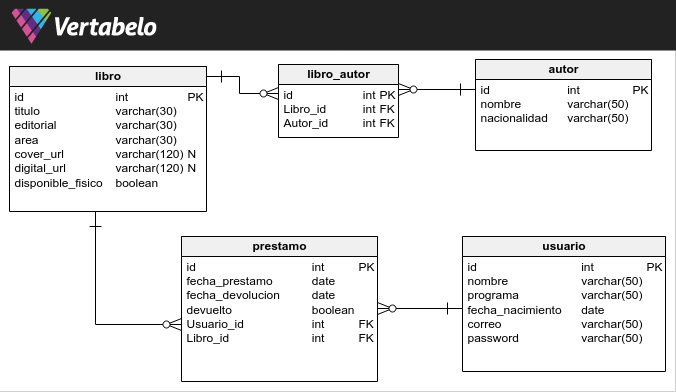 Vertabelo
libro
id int PK
titulo varchar(30)
editorial varchar(30)
area varchar(30)
cover_url varchar(120) N
digital_url varchar(120) N
disponible_fisico boolean
libro_autor
id int PK
Libro_id int FK
Autor_id int FK
autor
id int PK
nombre varchar(50)
nacionalidad varchar(50)
prestamo
id int PK
fecha_prestamo date
fecha_devolucion date
devuelto boolean
Usuario_id int FK
Libro_id int FK
usuario
id int PK
nombre varchar(50)
programa varchar(50)
fecha_nacimiento date
correo varchar(50)
password varchar(50)